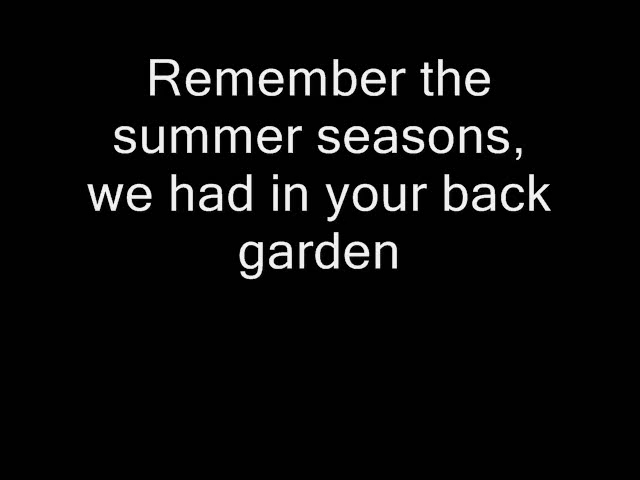 Remember the
summer seasons,
we had in your back
garden